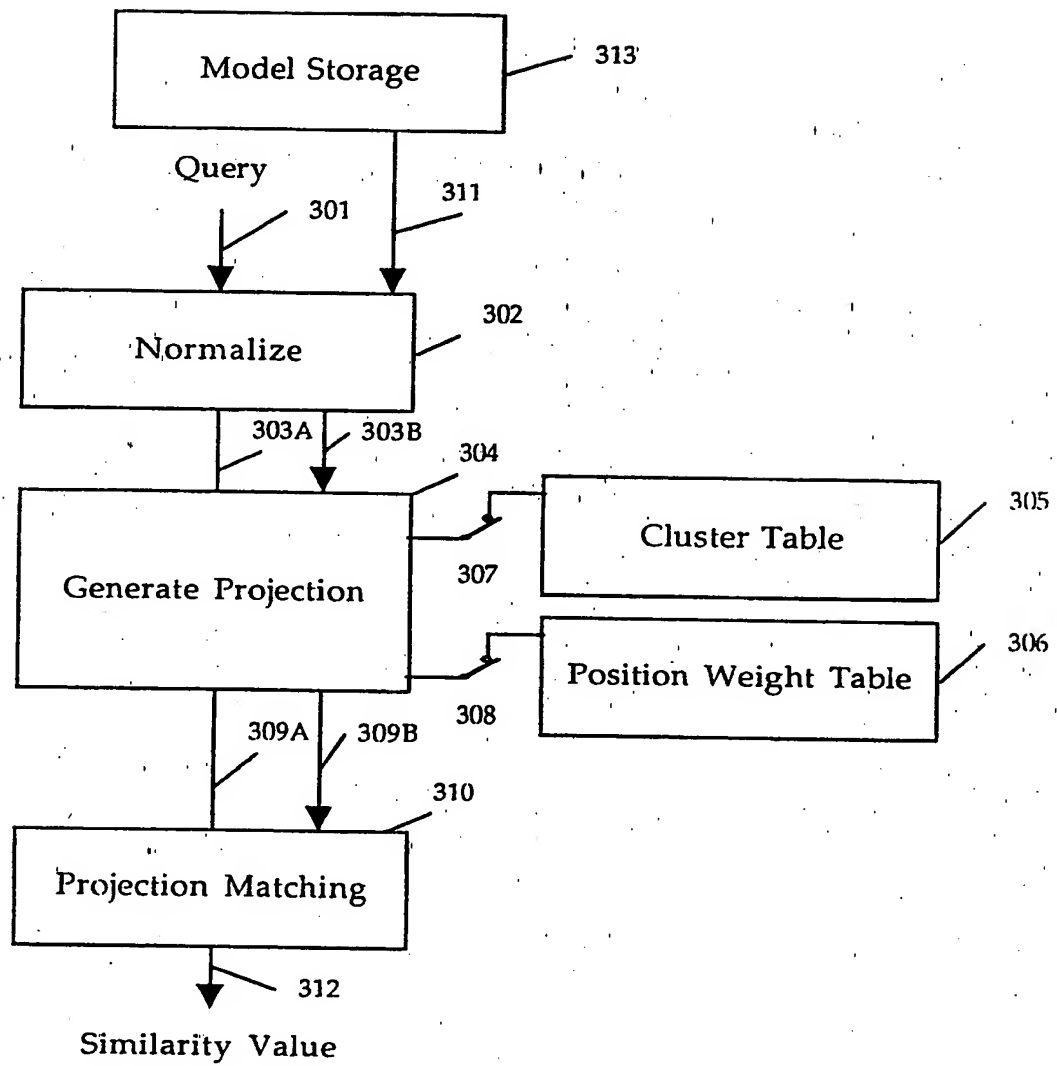 Model Storage
313
Query
301
311
Normalize
302
303A
303B
304
Cluster Table
305
307
Generate Projection
Position Weight Table
306
308
309A
309B
310
Projection Matching
312
Similarity Value